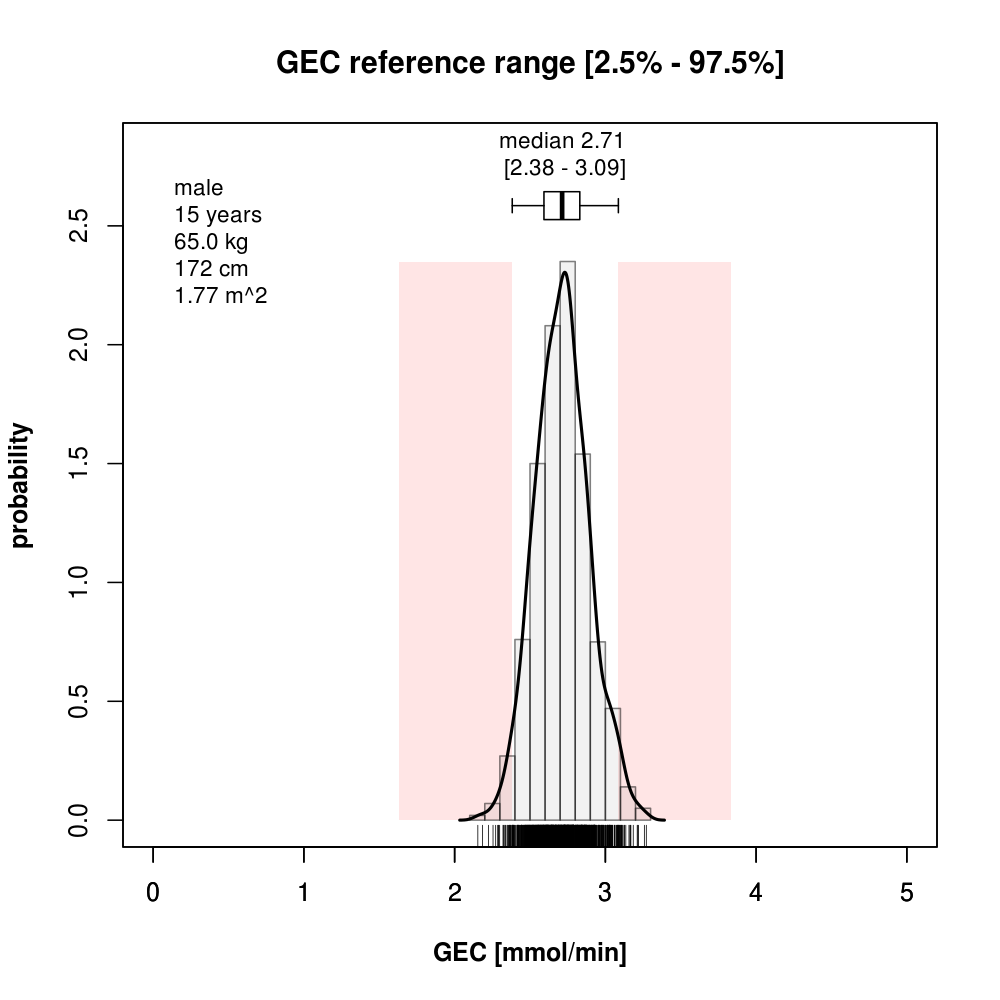 GEC reference range [2.5% - 97.5%]
median 2.71
[2.38 - 3.09]
male
15 years
65.0 kg
172 cm
1.77 m^2
probability
2.5
2.0
1.5
1.0
0.5
0.0
0 1 2 3 4 5
GEC [mmol/min]